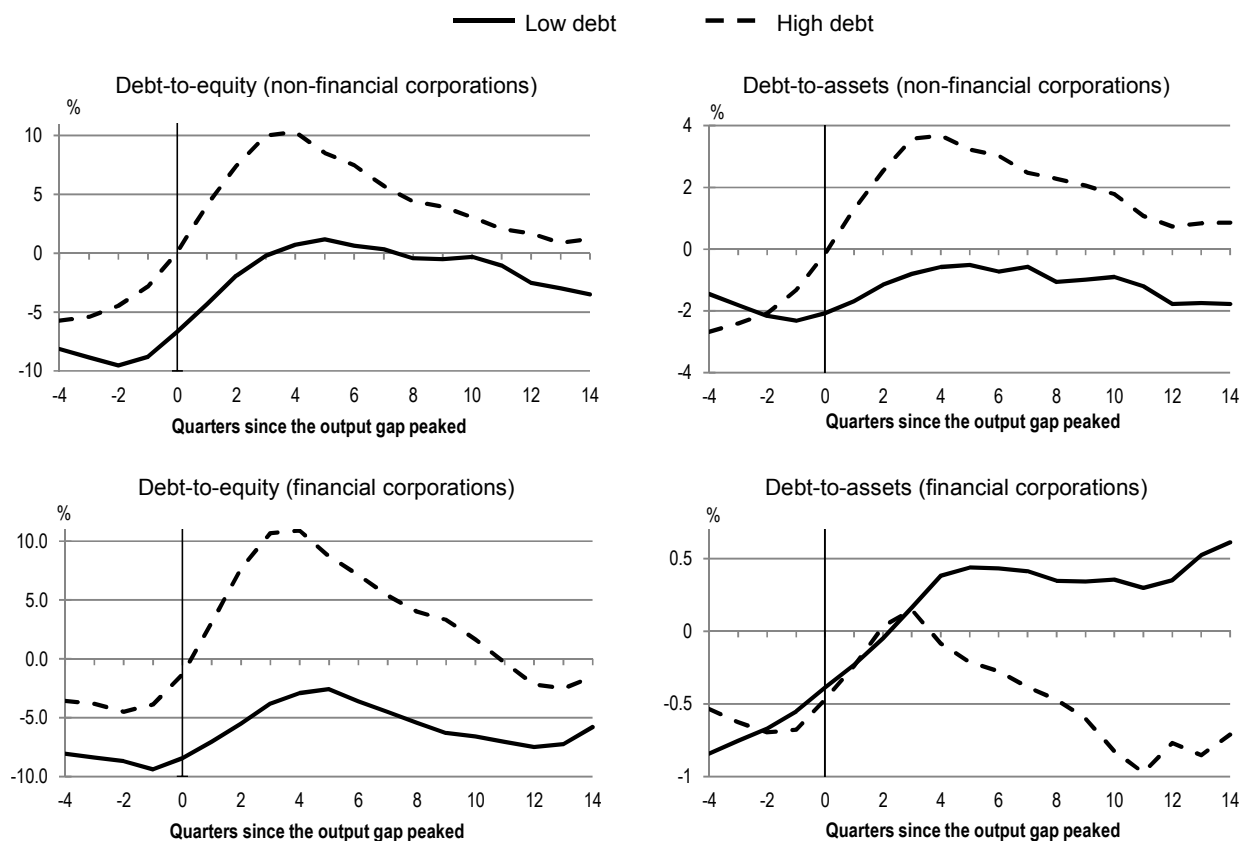 Low debt High debt
Debt-to-equity (non-financial corporations)
%
10
5
0
-5
-10
-4 -2 0 2 4 6 8 10 12 14
Quarters since the output gap peaked
Debt-to-assets (non-financial corporations)
%
4
2
0
-2
-4
-4 -2 0 2 4 6 8 10 12 14
Quarters since the output gap peaked
Debt-to-equity (financial corporations)
%
10.0
5.0
0.0
-5.0
-10.0
-4 -2 0 2 4 6 8 10 12 14
Quarters since the output gap peaked
Debt-to-assets (financial corporations)
%
0.5
0
-0.5
-1
-4 -2 0 2 4 6 8 10 12 14
Quarters since the output gap peaked